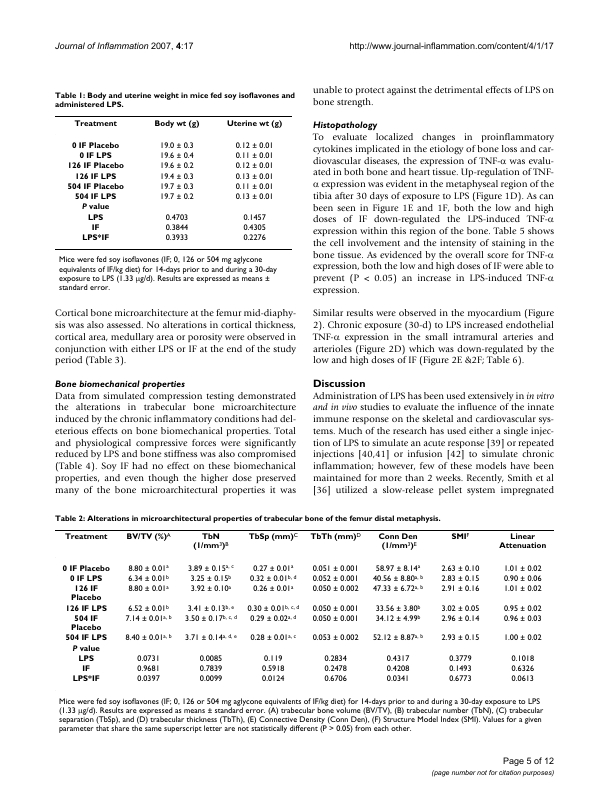 Journal of Inflammation 2007, 4:17
http://www.journal-inflammation.com/content/4/1/17
Table 1: Body and uterine weight in mice fed soy isoflavones and
administered LPS.
Treatment Body wt (g) Uterine wt (g)
0 IF Placebo 19.0 ± 0.3 0.12 ± 0.01
0 IF LPS 19.6 ± 0.4 0.11 ± 0.01
126 IF Placebo 19.6 ± 0.2 0.12 ± 0.01
126 IF LPS 19.4 ± 0.3 0.13 ± 0.01
504 IF Placebo 19.7 ± 0.3 0.11 ± 0.01
504 IF LPS 19.7 ± 0.2 0.13 ± 0.01
P value
LPS 0.4703 0.1457
IF 0.3844 0.4305
LPS*IF 0.3933 0.2276
Mice were fed soy isoflavones (IF; 0, 126 or 504 mg aglycone
equivalents of IF/kg diet) for 14-days prior to and during a 30-day
exposure to LPS (1.33 μg/d). Results are expressed as means ±
standard error.
Cortical bone microarchitecture at the femur mid-diaphy-
sis was also assessed. No alterations in cortical thickness,
cortical area, medullary area or porosity were observed in
conjunction with either LPS or IF at the end of the study
period (Table 3).
Bone biomechanical properties
Data from simulated compression testing demonstrated
the alterations in trabecular bone microarchitecture
induced by the chronic inflammatory conditions had del-
eterious effects on bone biomechanical properties. Total
and physiological compressive forces were significantly
reduced by LPS and bone stiffness was also compromised
(Table 4). Soy IF had no effect on these biomechanical
properties, and even though the higher dose preserved
many of the bone microarchitectural properties it was
unable to protect against the detrimental effects of LPS on
bone strength.
Histopathology
To evaluate localized changes in proinflammatory
cytokines implicated in the etiology of bone loss and car-
diovascular diseases, the expression of TNF-α was evalu-
ated in both bone and heart tissue. Up-regulation of TNF-
α expression was evident in the metaphyseal region of the
tibia after 30 days of exposure to LPS (Figure 1D). As can
been seen in Figure 1E and 1F, both the low and high
doses of IF down-regulated the LPS-induced TNF-α
expression within this region of the bone. Table 5 shows
the cell involvement and the intensity of staining in the
bone tissue. As evidenced by the overall score for TNF-α
expression, both the low and high doses of IF were able to
prevent (P < 0.05) an increase in LPS-induced TNF-α
expression.
Similar results were observed in the myocardium (Figure
2). Chronic exposure (30-d) to LPS increased endothelial
TNF-α expression in the small intramural arteries and
arterioles (Figure 2D) which was down-regulated by the
low and high doses of IF (Figure 2E &2F; Table 6).
Discussion
Administration of LPS has been used extensively in in vitro
and in vivo studies to evaluate the influence of the innate
immune response on the skeletal and cardiovascular sys-
tems. Much of the research has used either a single injec-
tion of LPS to simulate an acute response [39] or repeated
injections [40,41] or infusion [42] to simulate chronic
inflammation; however, few of these models have been
maintained for more than 2 weeks. Recently, Smith et al
[36] utilized a slow-release pellet system impregnated
Table 2: Alterations in microarchitectural properties of trabecular bone of the femur distal metaphysis.
Treatment BV/TV (%)A TbN (1/mm3)B TbSp (mm)C TbTh (mm)D Conn Den (1/mm3)E SMIF Linear Attenuation
0 IF Placebo 8.80 ± 0.01a 3.89 ± 0.15a, c 0.27 ± 0.01a 0.051 ± 0.001 58.97 ± 8.14a 2.63 ± 0.10 1.01 ± 0.02
0 IF LPS 6.34 ± 0.01b 3.25 ± 0.15b 0.32 ± 0.01b, d 0.052 ± 0.001 40.56 ± 8.80a, b 2.83 ± 0.15 0.90 ± 0.06
126 IF Placebo 8.80 ± 0.01a 3.92 ± 0.10a 0.26 ± 0.01a 0.050 ± 0.002 47.33 ± 6.72a, b 2.91 ± 0.16 1.01 ± 0.02
126 IF LPS 6.52 ± 0.01b 3.41 ± 0.13b, e 0.30 ± 0.01b, c, d 0.050 ± 0.001 33.56 ± 3.80b 3.02 ± 0.05 0.95 ± 0.02
504 IF Placebo 7.14 ± 0.01a, b 3.50 ± 0.17b, c, d 0.29 ± 0.02a, d 0.050 ± 0.001 34.12 ± 4.99b 2.96 ± 0.14 0.96 ± 0.03
504 IF LPS 8.40 ± 0.01a, b 3.71 ± 0.14a, d, e 0.28 ± 0.01a, c 0.053 ± 0.002 52.12 ± 8.87a, b 2.93 ± 0.15 1.00 ± 0.02
P value
LPS 0.0731 0.0085 0.119 0.2834 0.4317 0.3779 0.1018
IF 0.9681 0.7839 0.5918 0.2478 0.4208 0.1493 0.6326
LPS*IF 0.0397 0.0099 0.0124 0.6706 0.0341 0.6773 0.0613
Mice were fed soy isoflavones (IF; 0, 126 or 504 mg aglycone equivalents of IF/kg diet) for 14-days prior to and during a 30-day exposure to LPS
(1.33 μg/d). Results are expressed as means ± standard error. (A) trabecular bone volume (BV/TV), (B) trabecular number (TbN), (C) trabecular
separation (TbSp), and (D) trabecular thickness (TbTh), (E) Connective Density (Conn Den), (F) Structure Model Index (SMI). Values for a given
parameter that share the same superscript letter are not statistically different (P > 0.05) from each other.
Page 5 of 12
(page number not for citation purposes)